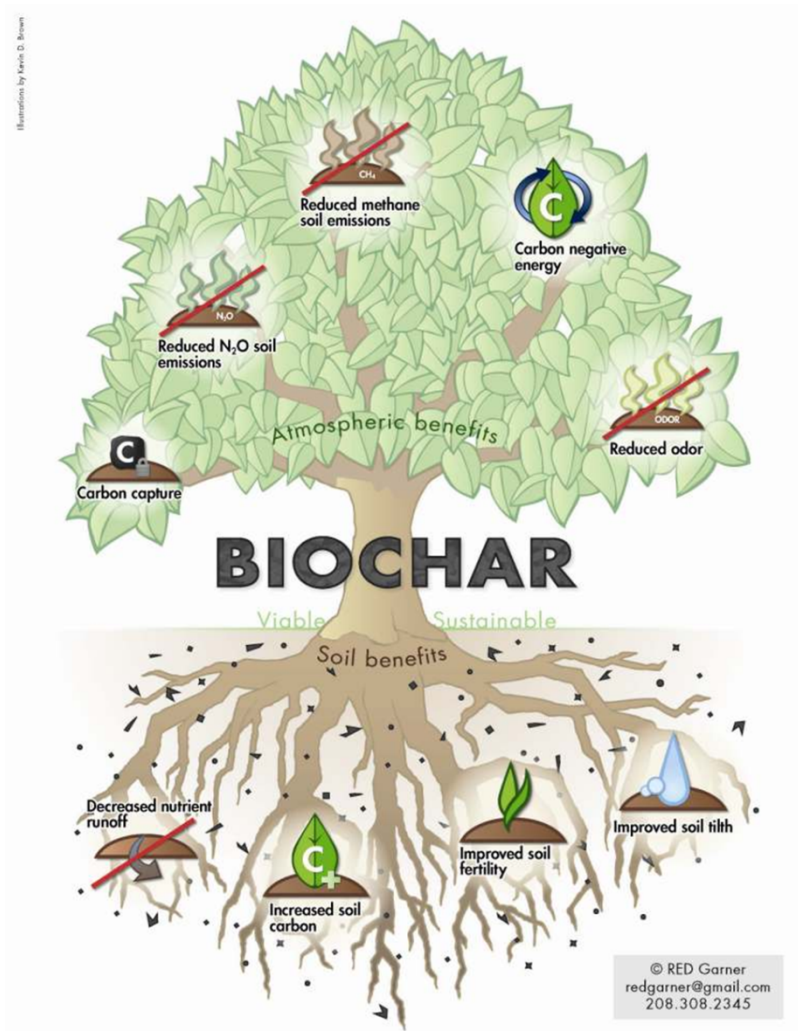 Illustrations by Kevin D. Brown
CH₄
Reduced methane
soil emissions
C
Carbon negative
energy
N₂O
Reduced N₂O soil
emissions
ODOR
Reduced odor
Atmospheric benefits
C
Carbon capture
BIOCHAR
Viable
Sustainable
Soil benefits
Decreased nutrient
runoff
C
Increased soil
carbon
Improved soil
fertility
Improved soil tilth
© RED Garner
redgarner@gmail.com
208.308.2345